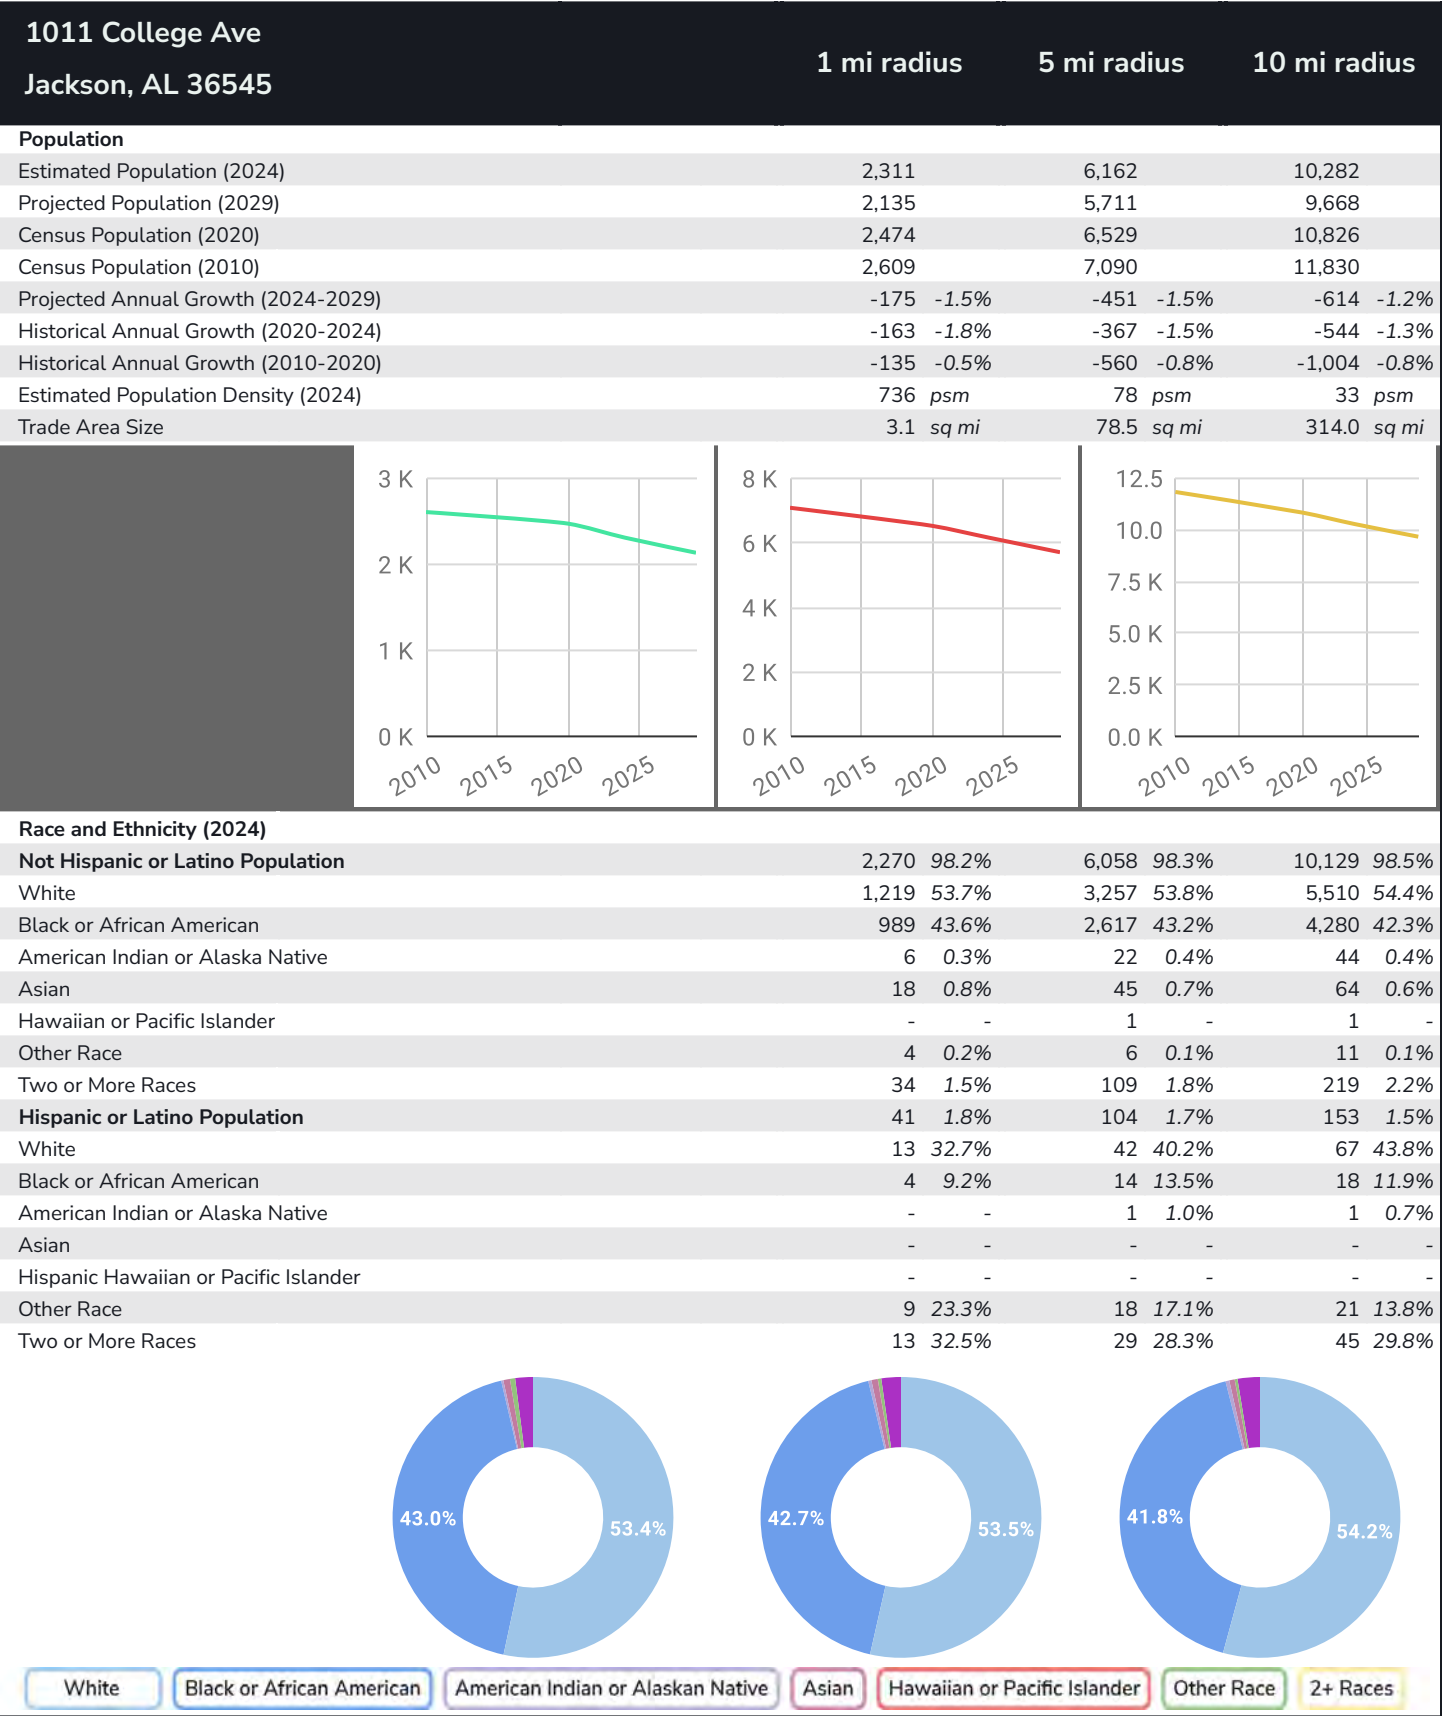 1011 College Ave
Jackson, AL 36545
1 mi radius 5 mi radius 10 mi radius
Population
Estimated Population (2024) 2,311 6,162 10,282
Projected Population (2029) 2,135 5,711 9,668
Census Population (2020) 2,474 6,529 10,826
Census Population (2010) 2,609 7,090 11,830
Projected Annual Growth (2024-2029) -175 -1.5% -451 -1.5% -614 -1.2%
Historical Annual Growth (2020-2024) -163 -1.8% -367 -1.5% -544 -1.3%
Historical Annual Growth (2010-2020) -135 -0.5% -560 -0.8% -1,004 -0.8%
Estimated Population Density (2024) 736 psm 78 psm 33 psm
Trade Area Size 3.1 sq mi 78.5 sq mi 314.0 sq mi
3 K
2 K
1 K
0 K
2010 2015 2020 2025
8 K
6 K
4 K
2 K
0 K
2010 2015 2020 2025
12.5
10.0
7.5 K
5.0 K
2.5 K
0.0 K
2010 2015 2020 2025
Race and Ethnicity (2024)
Not Hispanic or Latino Population 2,270 98.2% 6,058 98.3% 10,129 98.5%
White 1,219 53.7% 3,257 53.8% 5,510 54.4%
Black or African American 989 43.6% 2,617 43.2% 4,280 42.3%
American Indian or Alaska Native 6 0.3% 22 0.4% 44 0.4%
Asian 18 0.8% 45 0.7% 64 0.6%
Hawaiian or Pacific Islander - - 1 - 1 -
Other Race 4 0.2% 6 0.1% 11 0.1%
Two or More Races 34 1.5% 109 1.8% 219 2.2%
Hispanic or Latino Population 41 1.8% 104 1.7% 153 1.5%
White 13 32.7% 42 40.2% 67 43.8%
Black or African American 4 9.2% 14 13.5% 18 11.9%
American Indian or Alaska Native - - 1 1.0% 1 0.7%
Asian - - - - - -
Hispanic Hawaiian or Pacific Islander - - - - - -
Other Race 9 23.3% 18 17.1% 21 13.8%
Two or More Races 13 32.5% 29 28.3% 45 29.8%
43.0% 53.4% 42.7% 53.5% 41.8% 54.2%
White Black or African American American Indian or Alaskan Native Asian Hawaiian or Pacific Islander Other Race 2+ Races